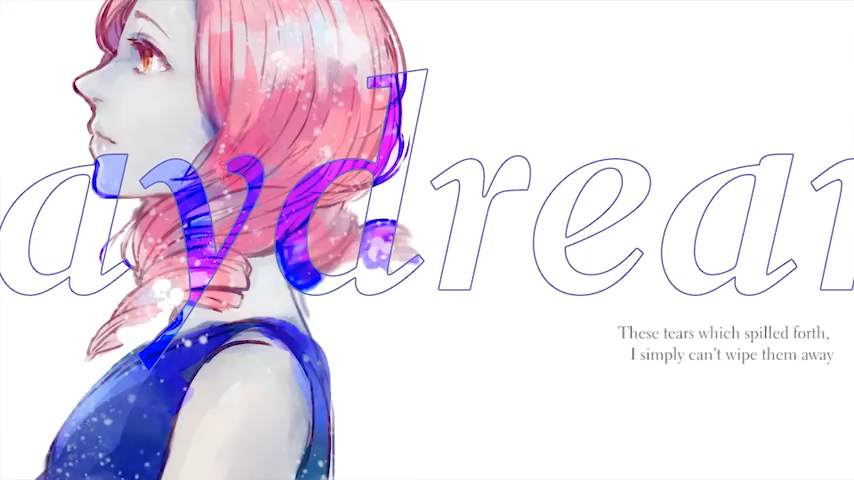 aydrear
These tears which spilled forth,
I simply can't wipe them away